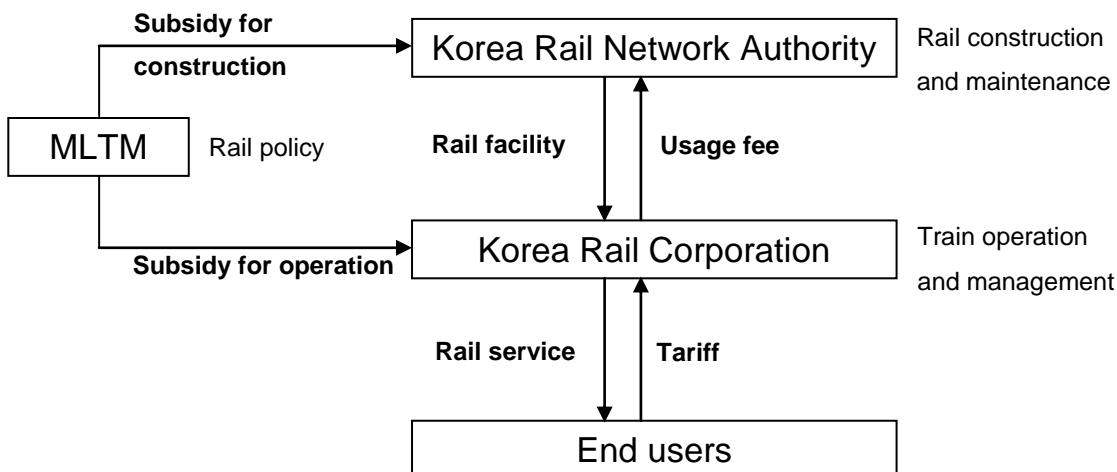 Subsidy for
construction
Korea Rail Network Authority
Rail construction
and maintenance
MLTM
Rail policy
Rail facility
Usage fee
Subsidy for operation
Korea Rail Corporation
Train operation
and management
Rail service
Tariff
End users